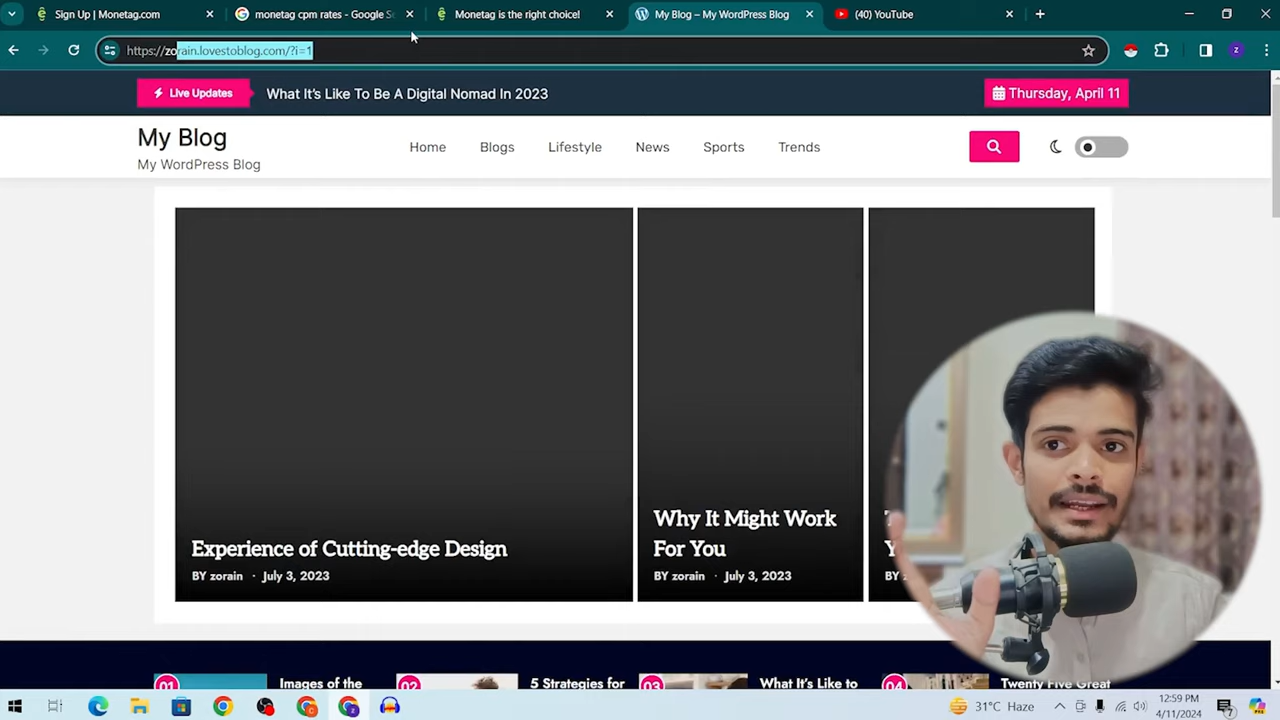 Sign Up | Monetag.com
monetag cpm rates - Google Se
Monetag is the right choice!
My Blog – My WordPress Blog
(40) YouTube
https://zorain.lovestoblog.com/?i=1
Z
Live Updates
What It's Like To Be A Digital Nomad In 2023
Thursday, April 11
My Blog
My WordPress Blog
Home
Blogs
Lifestyle
News
Sports
Trends
Experience of Cutting-edge Design
BY zorain · July 3, 2023
Why It Might Work
For You
BY zorain · July 3, 2023
BY
01
Images of the
02
5 Strategies for
03
What It's Like to
04
Twenty Five Great
31°C Haze
12:59 PM
4/11/2024
7